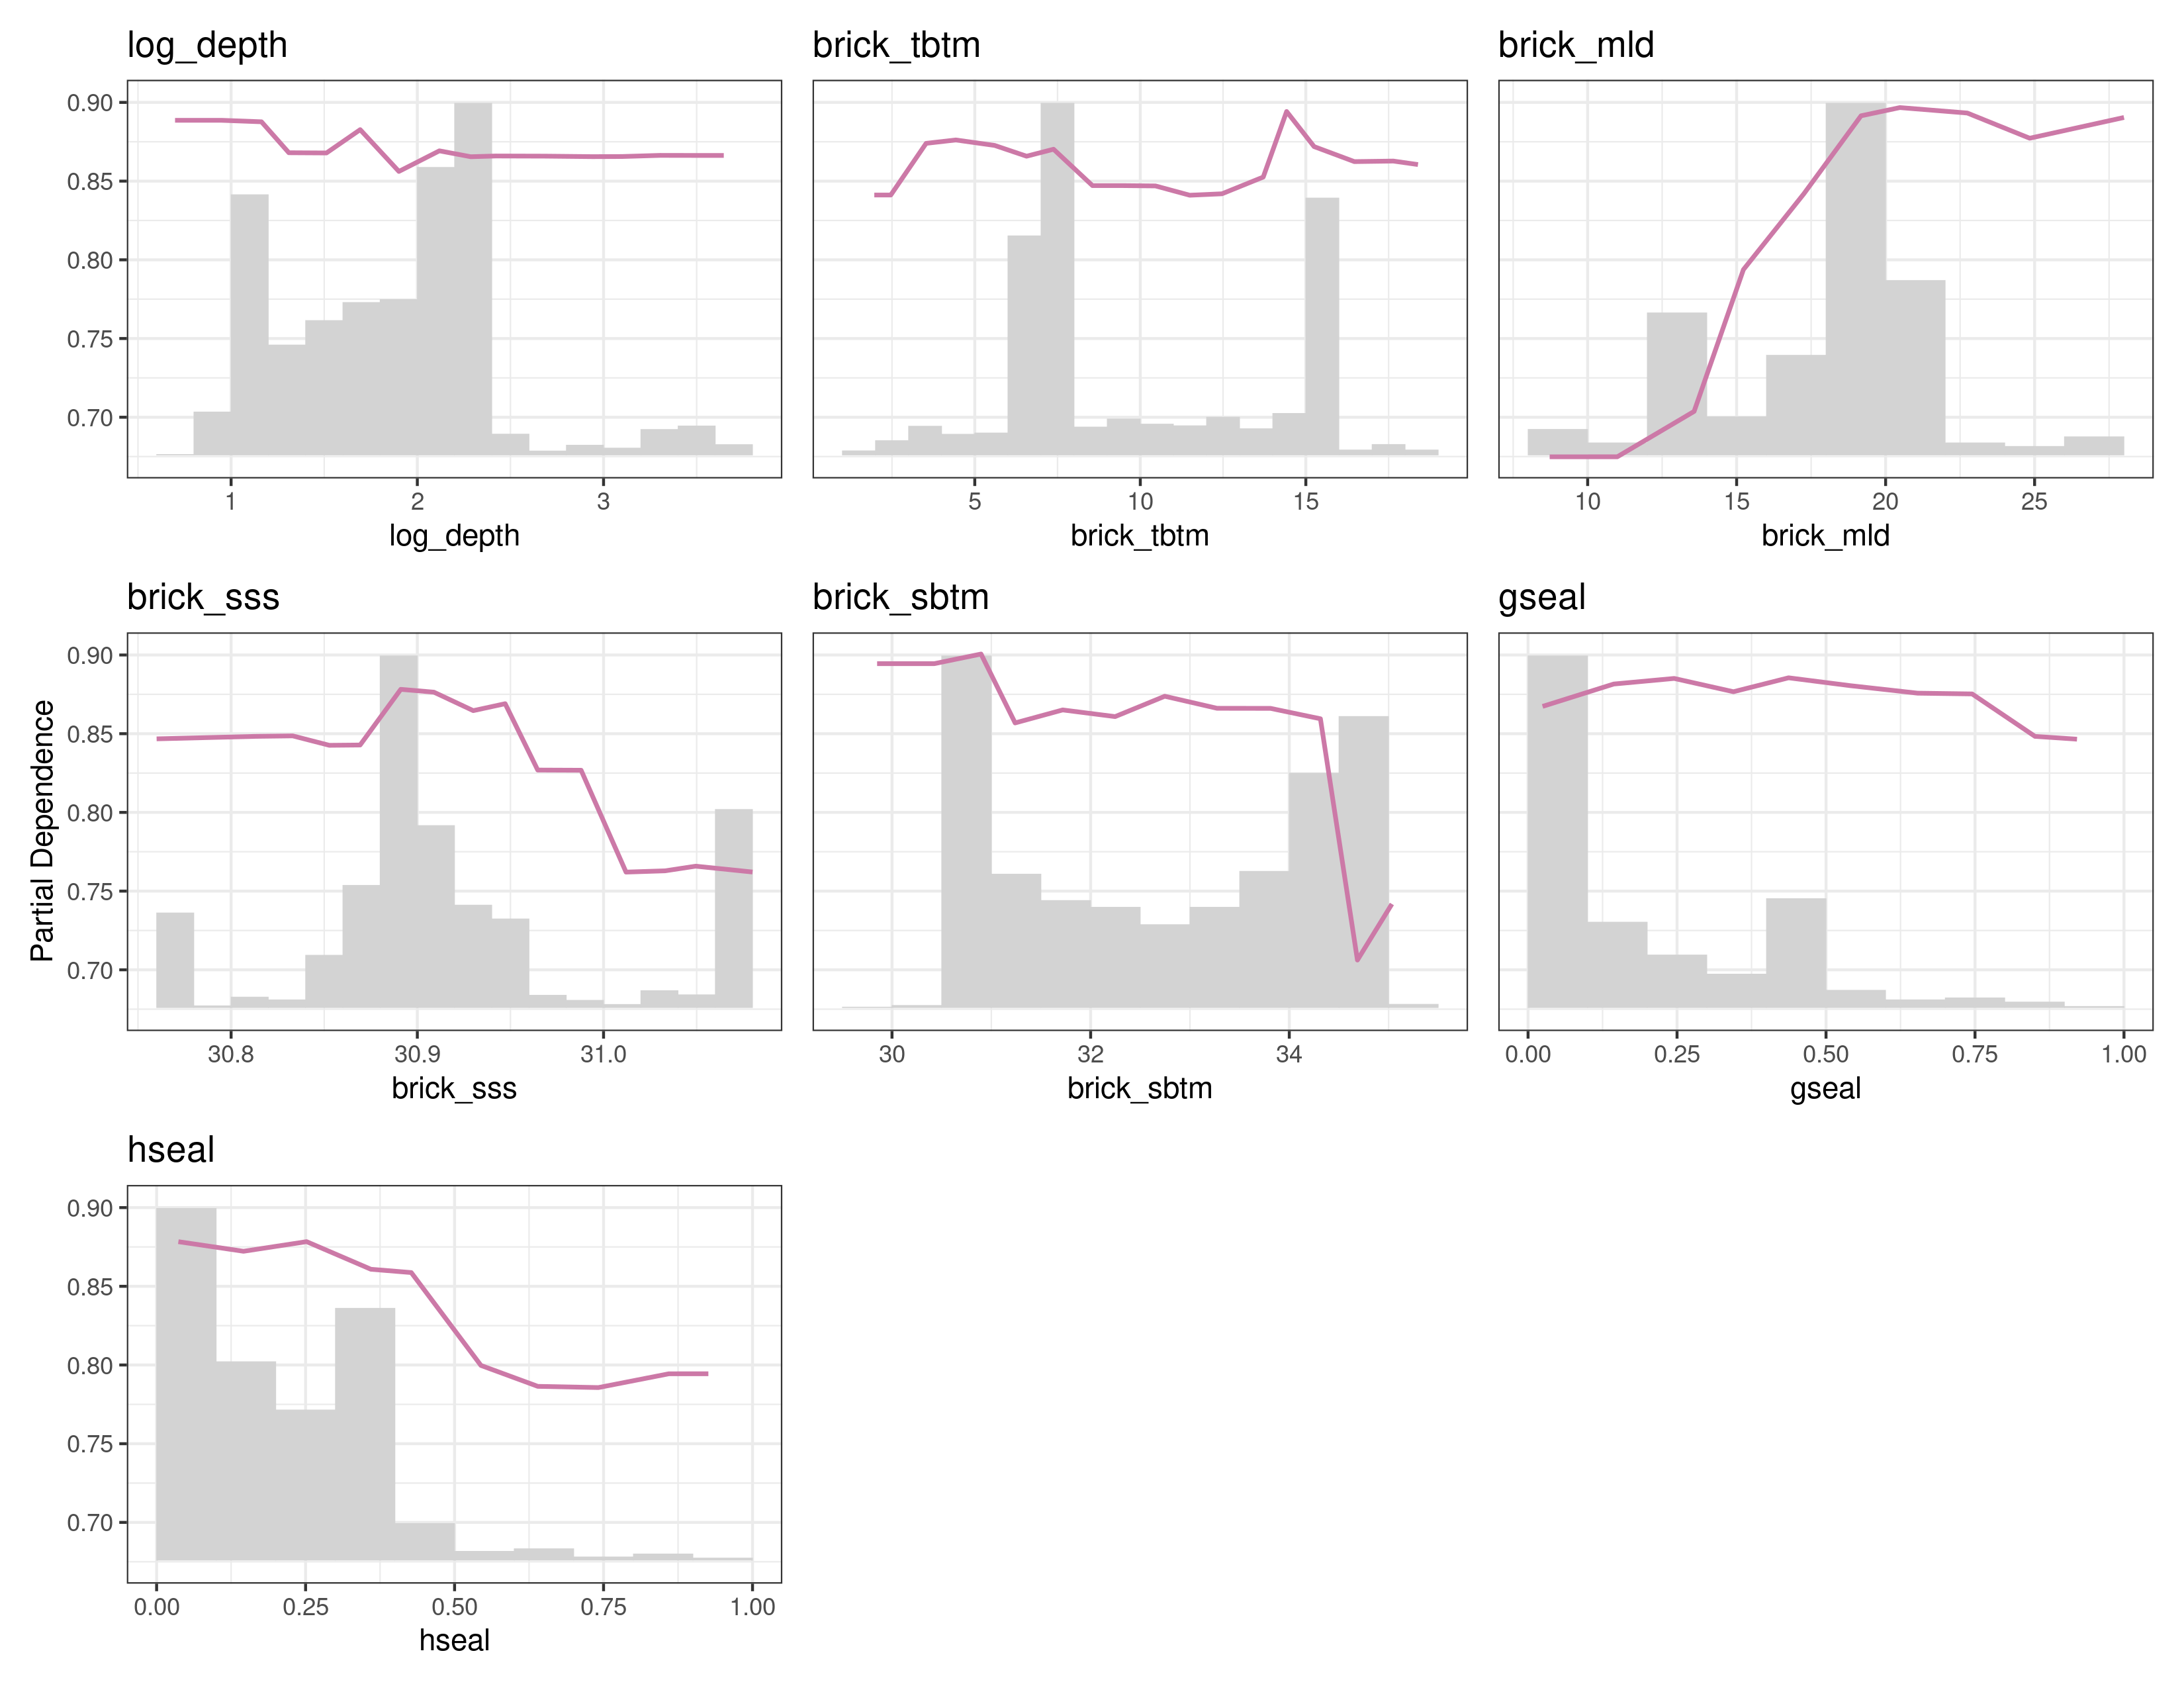 log_depth
brick_tbtm
brick_mld
0.90
0.85
0.80
0.75
0.70
1 2 3
5 10 15
10 15 20 25
log_depth
brick_tbtm
brick_mld
brick_sss
brick_sbtm
gseal
Partial Dependence
0.90
0.85
0.80
0.75
0.70
30.8 30.9 31.0
30 32 34
0.00 0.25 0.50 0.75 1.00
brick_sss
brick_sbtm
gseal
hseal
0.90
0.85
0.80
0.75
0.70
0.00 0.25 0.50 0.75 1.00
hseal